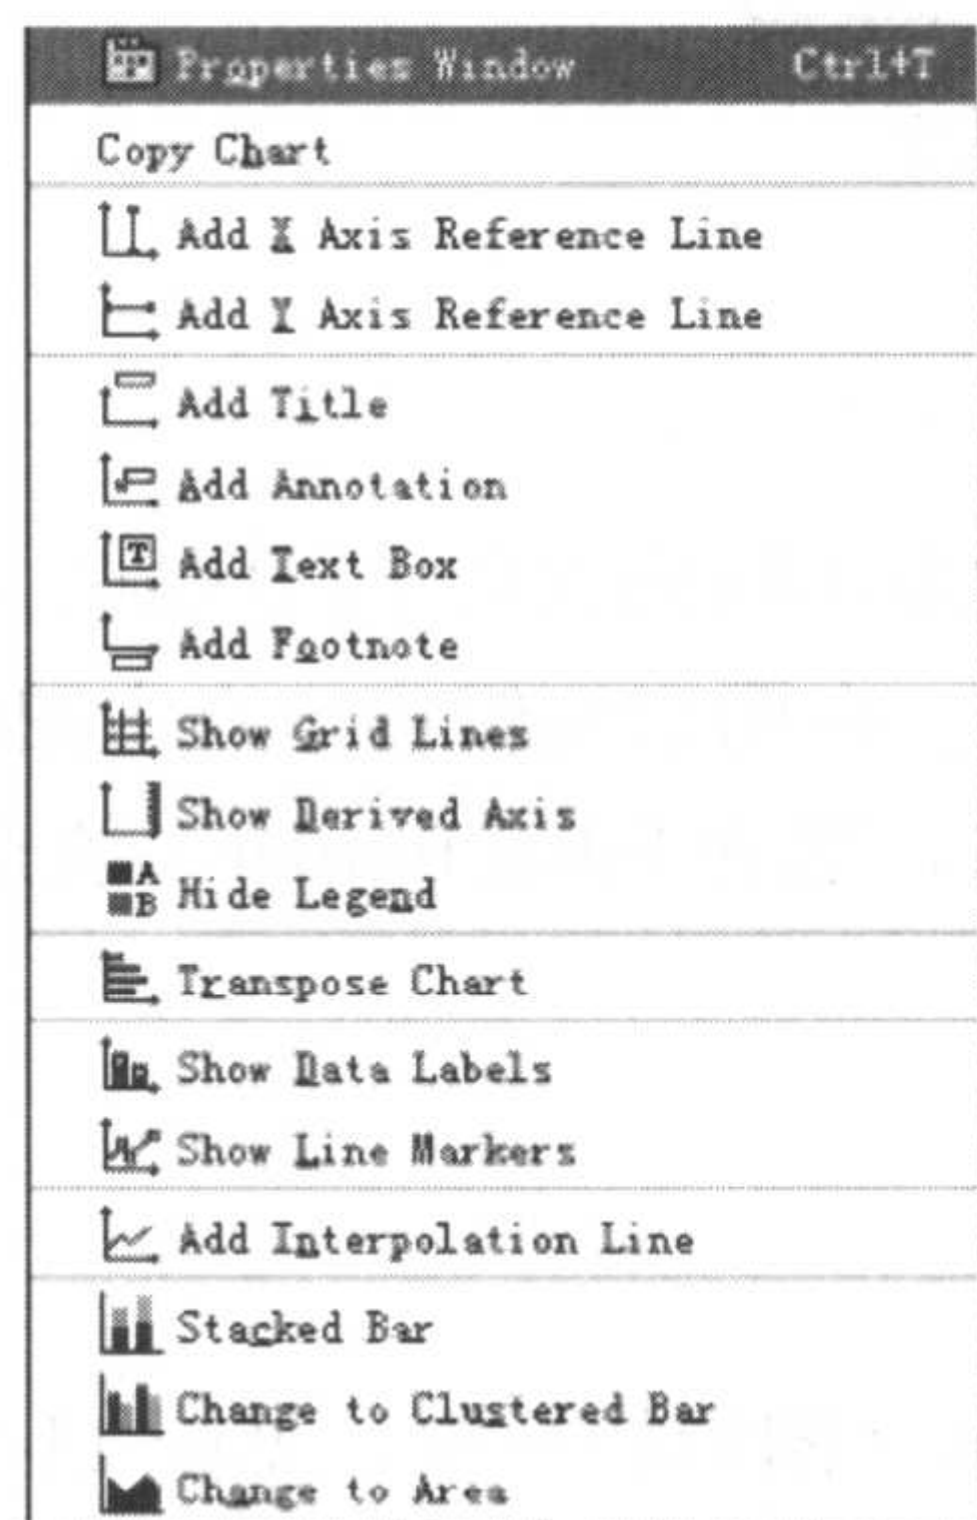 Properties Window Ctrl+T
Copy Chart
Add X Axis Reference Line
Add Y Axis Reference Line
Add Title
Add Annotation
T Add Text Box
Add Footnote
Show Grid Lines
Show Derived Axis
A
B Hide Legend
Transpose Chart
Show Data Labels
Show Line Markers
Add Interpolation Line
Stacked Bar
Change to Clustered Bar
Change to Area